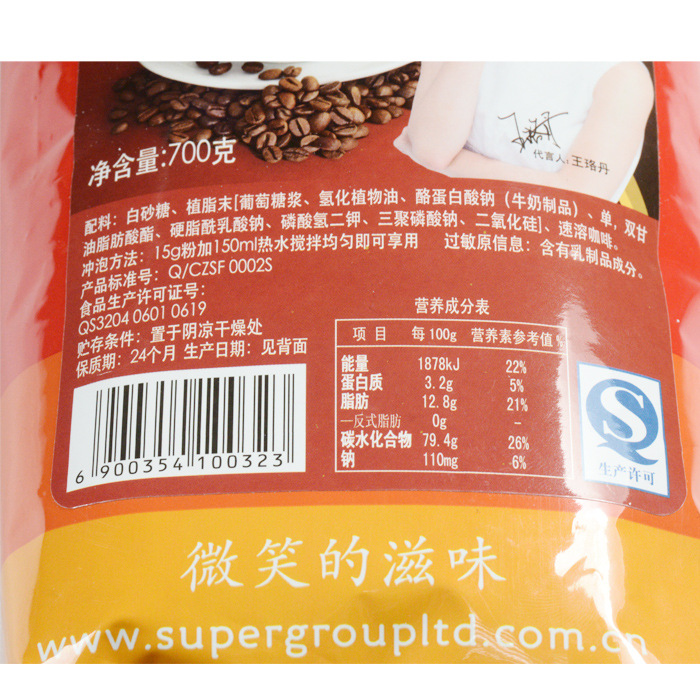 净含量:700克
代言人:王珞丹
配料：白砂糖、植脂末[葡萄糖浆、氢化植物油、酪蛋白酸钠（牛奶制品）、单，双甘
油脂肪酸酯、硬脂酰乳酸钠、磷酸氢二钾、三聚磷酸钠、二氧化硅]、速溶咖啡。
冲泡方法：15g粉加150ml热水搅拌均匀即可享用 过敏原信息：含有乳制品成分。
产品标准号：Q/CZSF 0002S
食品生产许可证号：
QS3204 0601 0619
贮存条件：置于阴凉干燥处
保质期：24个月 生产日期：见背面
营养成分表
项目 每100g 营养素参考值%
能量 1878kJ 22%
蛋白质 3.2g 5%
脂肪 12.8g 21%
—反式脂肪 0g –
碳水化合物 79.4g 26%
钠 110mg 6%
6 900354 100323
生产许可
微笑的滋味
www.supergroupltd.com.cn